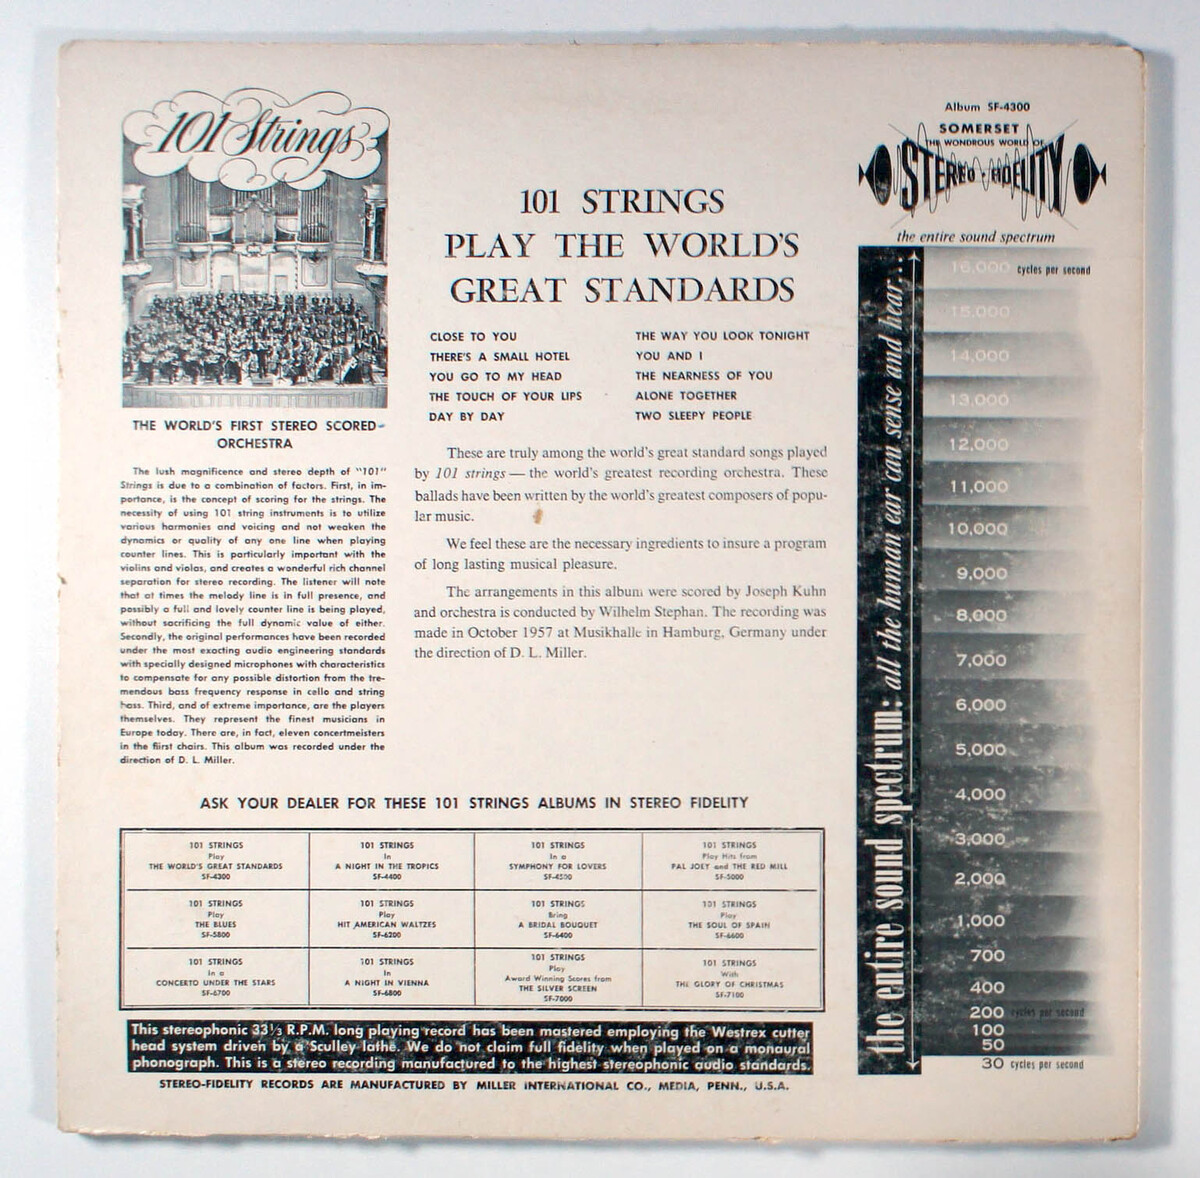 101 Strings
THE WORLD'S FIRST STEREO SCORED
ORCHESTRA
The lush magnificence and stereo depth of "101"
Strings is due to a combination of factors. First, in im-
portance, is the concept of scoring for the strings. The
necessity of using 101 string instruments is to utilize
various harmonies and voicing and not weaken the
dynamics or quality of any one line when playing
counter lines. This is particularly important with the
violins and violas, and creates a wonderful rich channel
separation for stereo recording. The listener will note
that at times the melody line is in full presence, and
possibly a full and lovely counter line is being played,
without sacrificing the full dynamic value of either.
Secondly, the original performances have been recorded
under the most exacting audio engineering standards
with specially designed microphones with characteristics
to compensate for any possible distortion from the tre-
mendous bass frequency response in cello and string
bass. Third, and of extreme importance, are the players
themselves. They represent the finest musicians in
Europe today. There are, in fact, eleven concertmeisters
in the first chairs. This album was recorded under the
direction of D. L. Miller.
101 STRINGS
PLAY THE WORLD'S
GREAT STANDARDS
CLOSE TO YOU
THERE'S A SMALL HOTEL
YOU GO TO MY HEAD
THE TOUCH OF YOUR LIPS
DAY BY DAY
THE WAY YOU LOOK TONIGHT
YOU AND I
THE NEARNESS OF YOU
ALONE TOGETHER
TWO SLEEPY PEOPLE
These are truly among the world's great standard songs played
by 101 strings — the world's greatest recording orchestra. These
ballads have been written by the world's greatest composers of popu-
lar music.
We feel these are the necessary ingredients to insure a program
of long lasting musical pleasure.
The arrangements in this album were scored by Joseph Kuhn
and orchestra is conducted by Wilhelm Stephan. The recording was
made in October 1957 at Musikhalle in Hamburg, Germany under
the direction of D. L. Miller.
ASK YOUR DEALER FOR THESE 101 STRINGS ALBUMS IN STEREO FIDELITY
101 STRINGS
Play
THE WORLD'S GREAT STANDARDS
SF-4300
101 STRINGS
In
A NIGHT IN THE TROPICS
SF-4400
101 STRINGS
In a
SYMPHONY FOR LOVERS
SF-4500
101 STRINGS
Play Hits from
PAL JOEY and THE RED MILL
SF-5000
101 STRINGS
Play
THE BLUES
SF-5800
101 STRINGS
Play
HIT AMERICAN WALTZES
SF-6200
101 STRINGS
Bring
A BRIDAL BOUQUET
SF-6400
101 STRINGS
Play
THE SOUL OF SPAIN
SF-6600
101 STRINGS
In a
CONCERTO UNDER THE STARS
SF-6700
101 STRINGS
In
A NIGHT IN VIENNA
SF-6800
101 STRINGS
Play
Award Winning Scores from
THE SILVER SCREEN
SF-7000
101 STRINGS
With
THE GLORY OF CHRISTMAS
SF-7100
This stereophonic 33⅓ R.P.M. long playing record has been mastered employing the Westrex cutter
head system driven by a Sculley lathe. We do not claim full fidelity when played on a monaural
phonograph. This is a stereo recording manufactured to the highest stereophonic audio standards.
STEREO-FIDELITY RECORDS ARE MANUFACTURED BY MILLER INTERNATIONAL CO., MEDIA, PENN., U.S.A.
Album SF-4300
SOMERSET
THE WONDROUS WORLD OF
STEREO-FIDELITY
the entire sound spectrum
the entire sound spectrum: all the human ear can sense and hear...
16,000 cycles per second
15,000
14,000
13,000
12,000
11,000
10,000
9,000
8,000
7,000
6,000
5,000
4,000
3,000
2,000
1,000
700
400
200 cycles per second
100
50
30 cycles per second